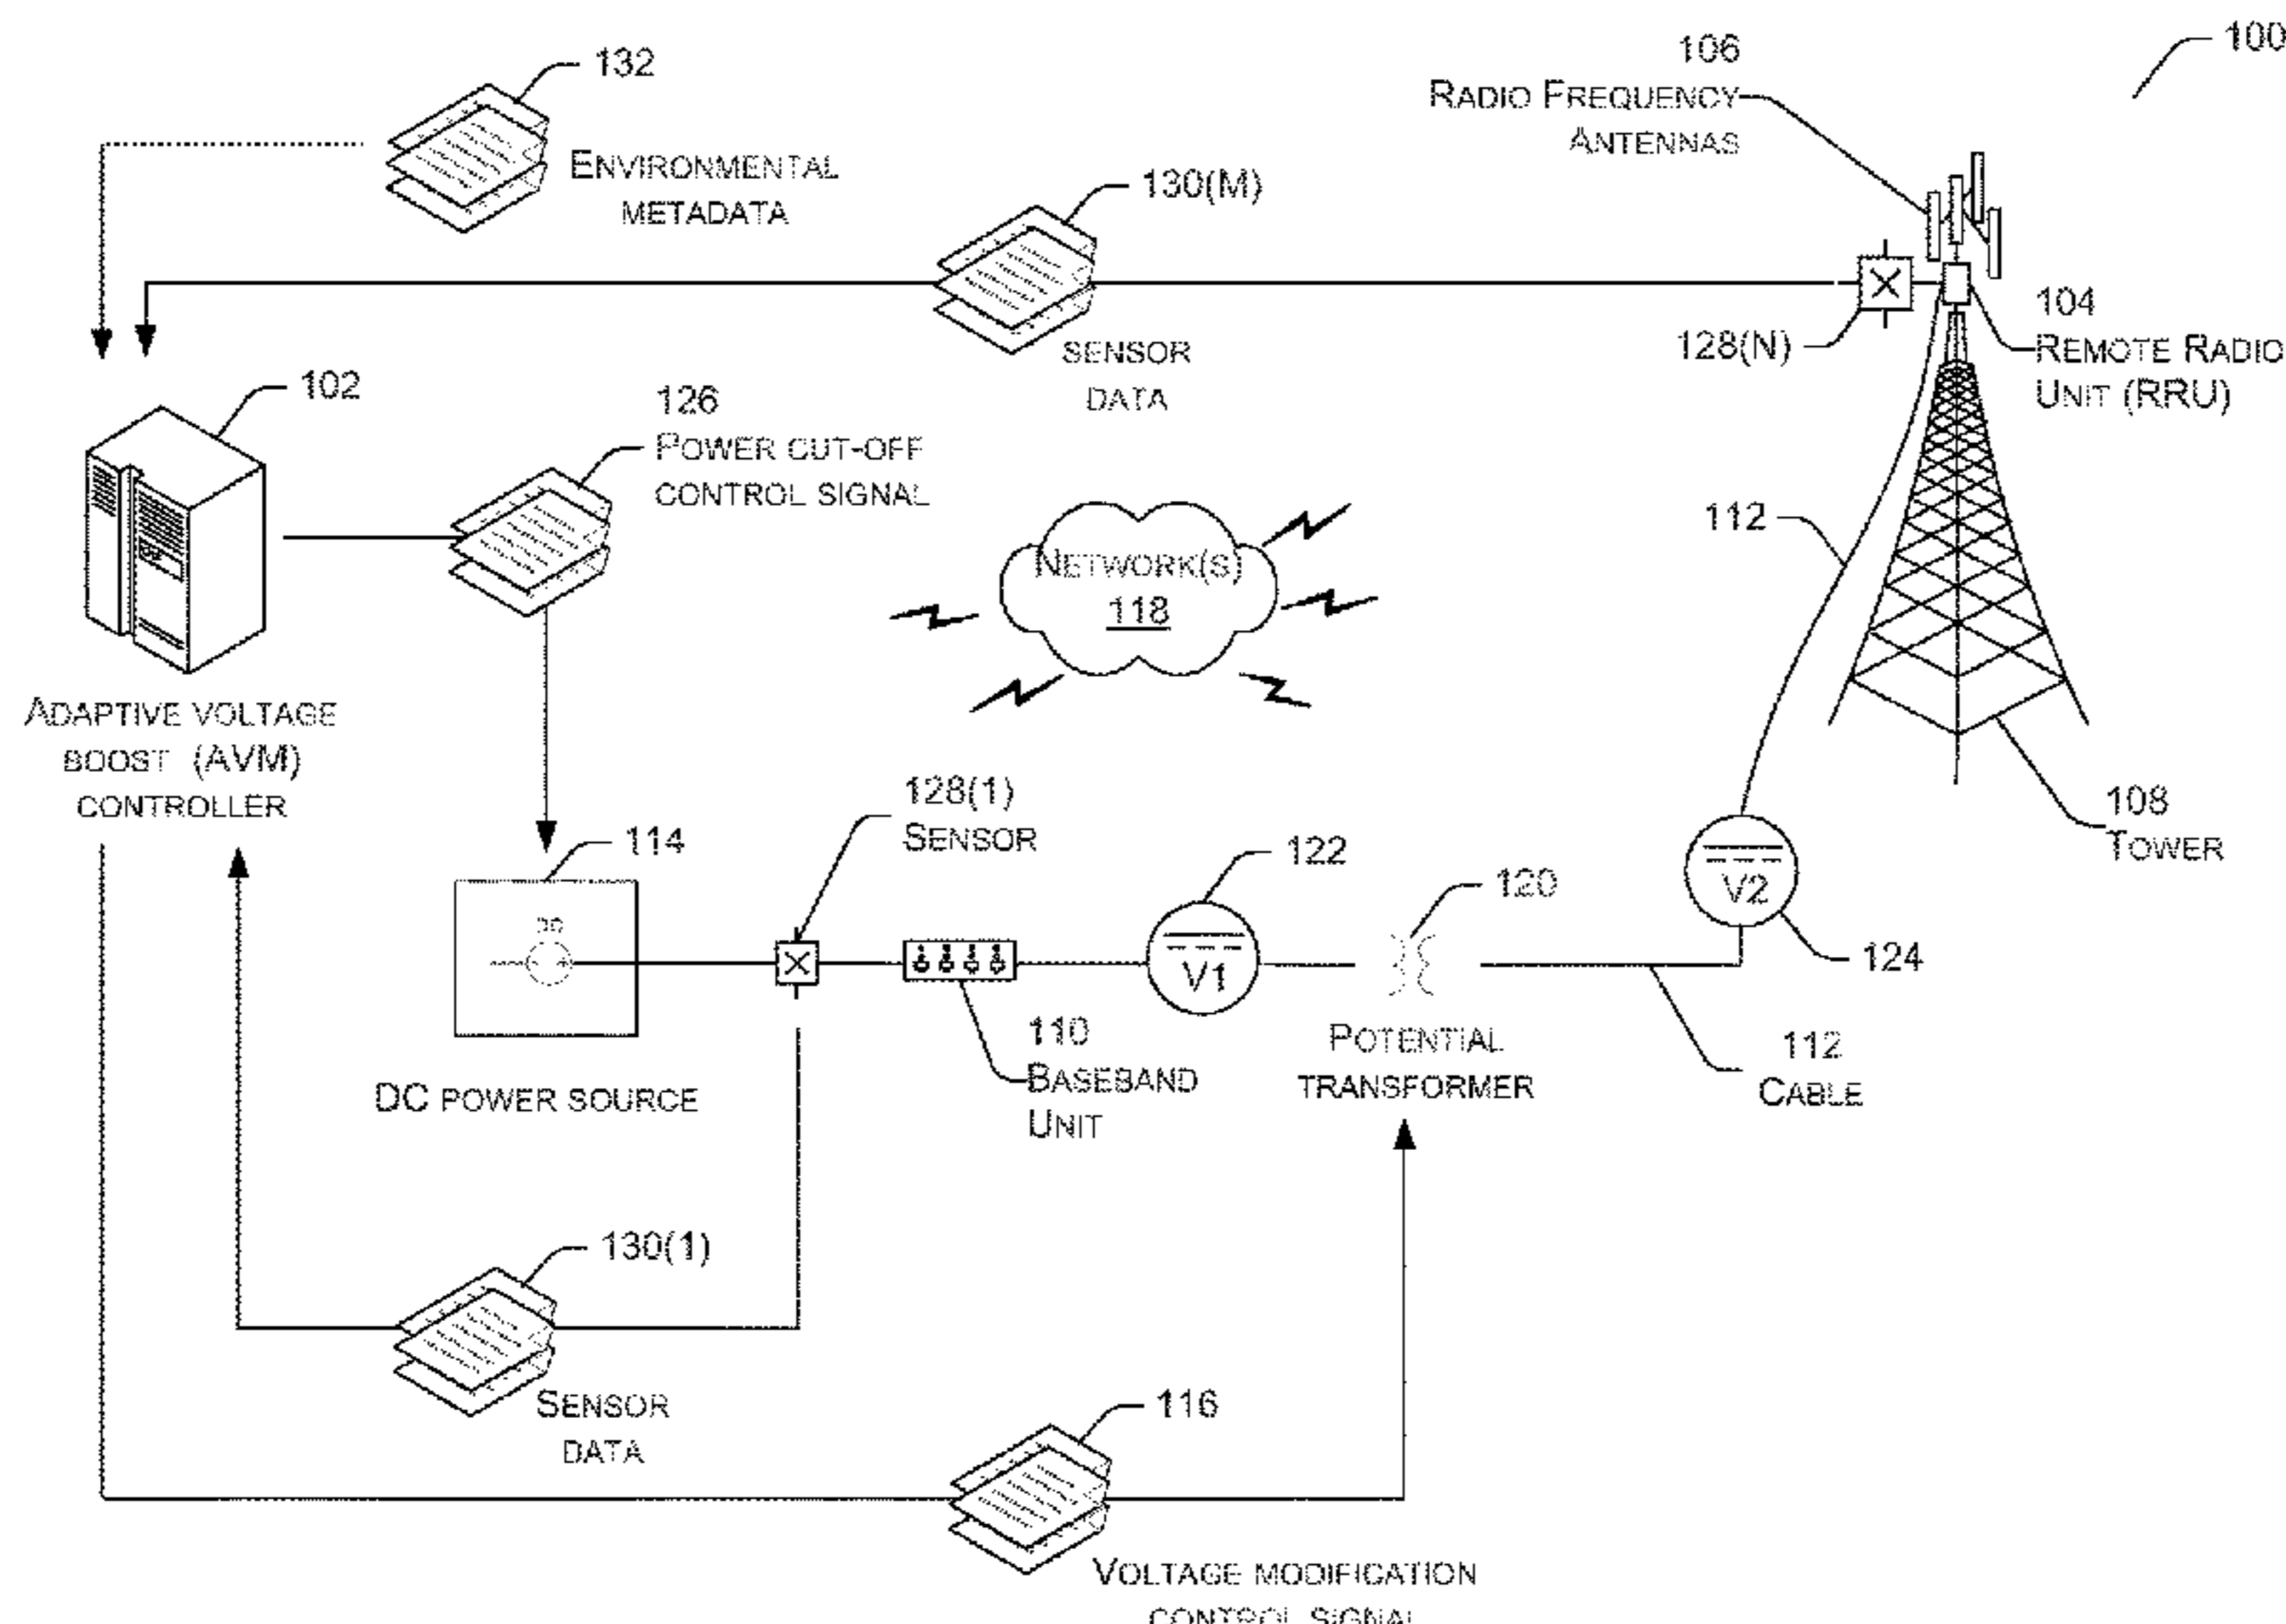 100
106
RADIO FREQUENCY
ANTENNAS
132
ENVIRONMENTAL
METADATA
130(M)
SENSOR
DATA
128(N)
104
REMOTE RADIO
UNIT (RRU)
102
ADAPTIVE VOLTAGE
BOOST (AVM)
CONTROLLER
126
POWER CUT-OFF
CONTROL SIGNAL
NETWORK(S)
118
112
108
TOWER
114
DC
DC POWER SOURCE
128(1)
SENSOR
110
BASEBAND
UNIT
122
V1
120
POTENTIAL
TRANSFORMER
V2
124
112
CABLE
130(1)
SENSOR
DATA
116
VOLTAGE MODIFICATION
CONTROL SIGNAL